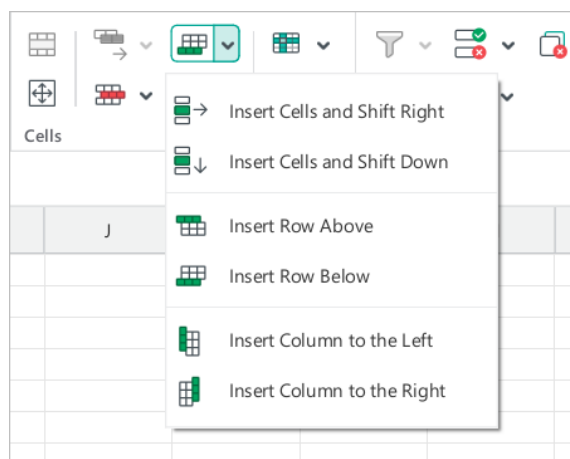 Cells
Insert Cells and Shift Right
Insert Cells and Shift Down
J
Insert Row Above
Insert Row Below
Insert Column to the Left
Insert Column to the Right